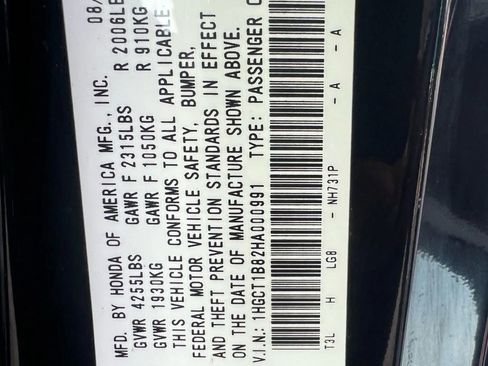 MFD. BY HONDA OF AMERICA MFG., INC. 08/
GVWR 4255LBS GAWR F 2315LBS R 2006LB
GVWR 1930KG GAWR F 1050KG R 910KG
THIS VEHICLE CONFORMS TO ALL APPLICABLE
FEDERAL MOTOR VEHICLE SAFETY, BUMPER,
AND THEFT PREVENTION STANDARDS IN EFFECT
ON THE DATE OF MANUFACTURE SHOWN ABOVE.
V.I.N.: 1HGCT1B82HA000991 TYPE: PASSENGER C
T3L H LG8 - NH731P - A - A